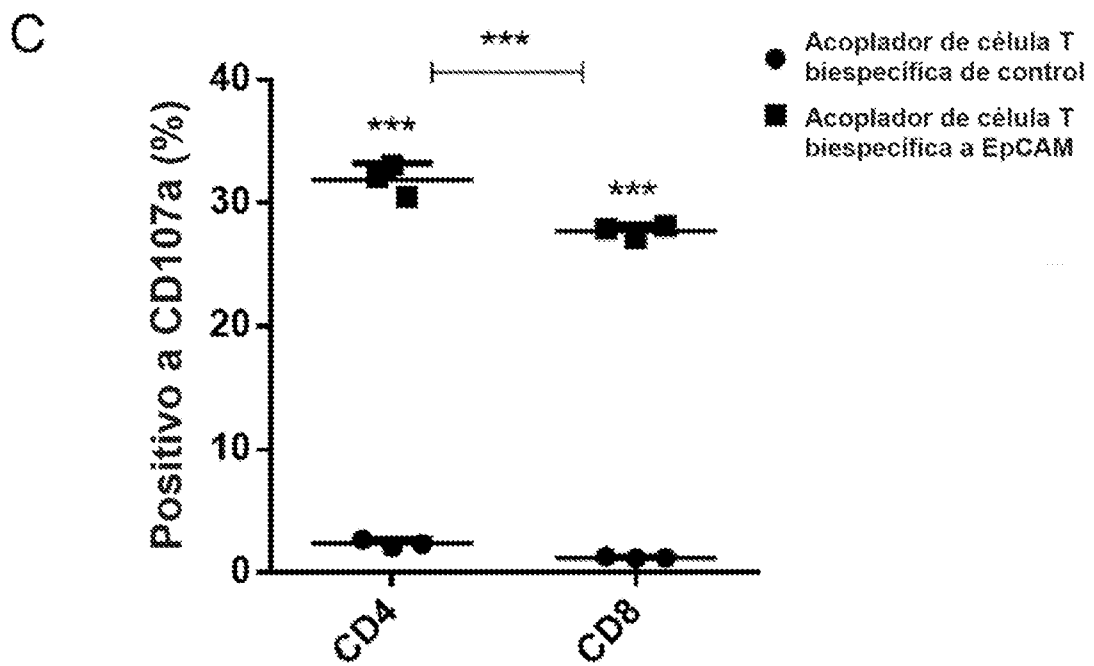 C
***
Acoplador de célula T
biespecífica de control
Acoplador de célula T
biespecífica a EpCAM
Positivo a CD107a (%)
40
30
20
10
0
***
***
CD4
CD8